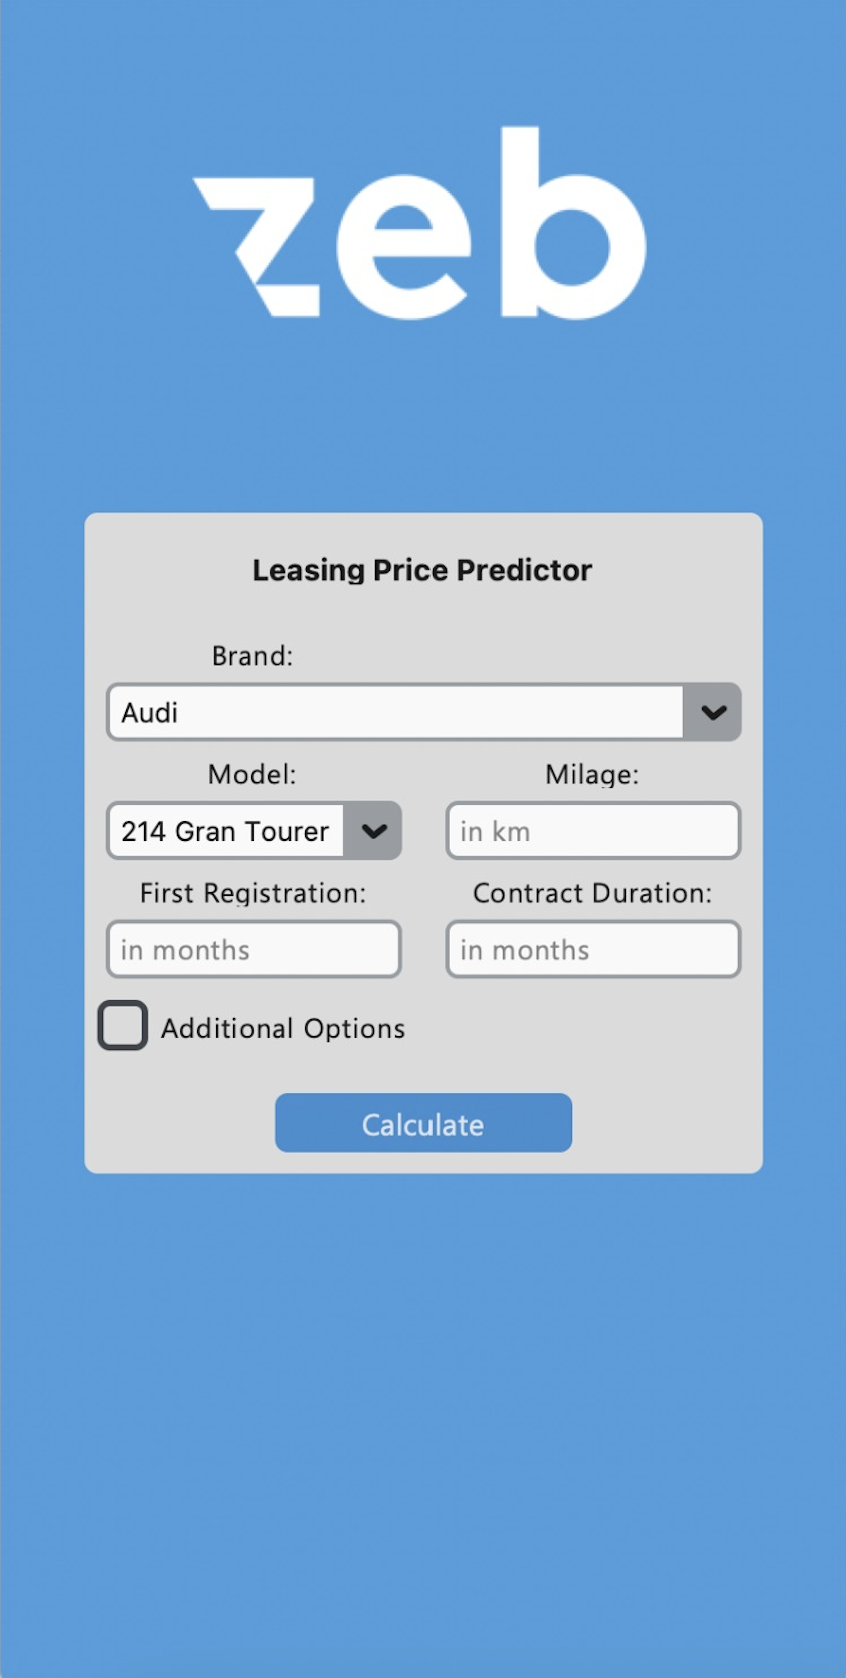 zeb
Leasing Price Predictor
Brand:
Audi
Model: Milage:
214 Gran Tourer in km
First Registration: Contract Duration:
in months in months
Additional Options
Calculate